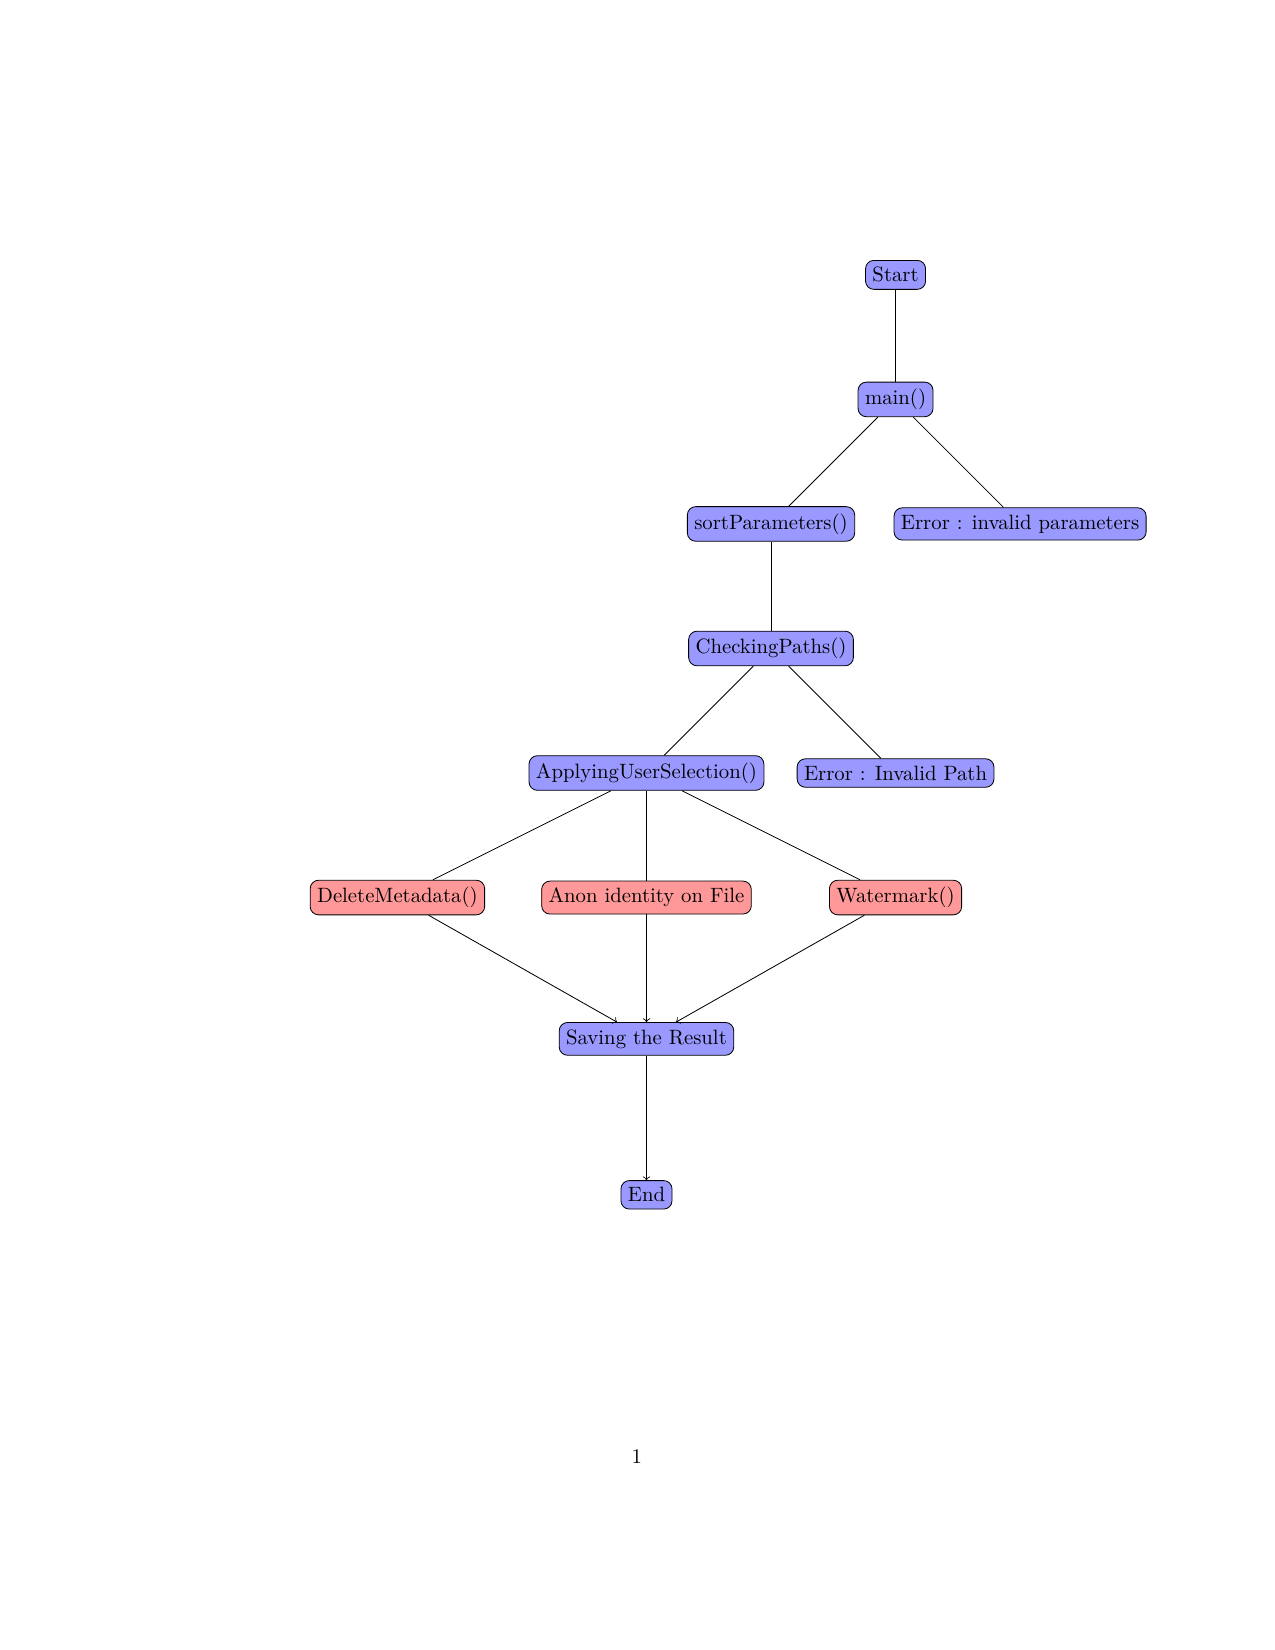 Start
main()
sortParameters()
Error : invalid parameters
CheckingPaths()
ApplyingUserSelection()
Error : Invalid Path
DeleteMetadata()
Anon identity on File
Watermark()
Saving the Result
End
1